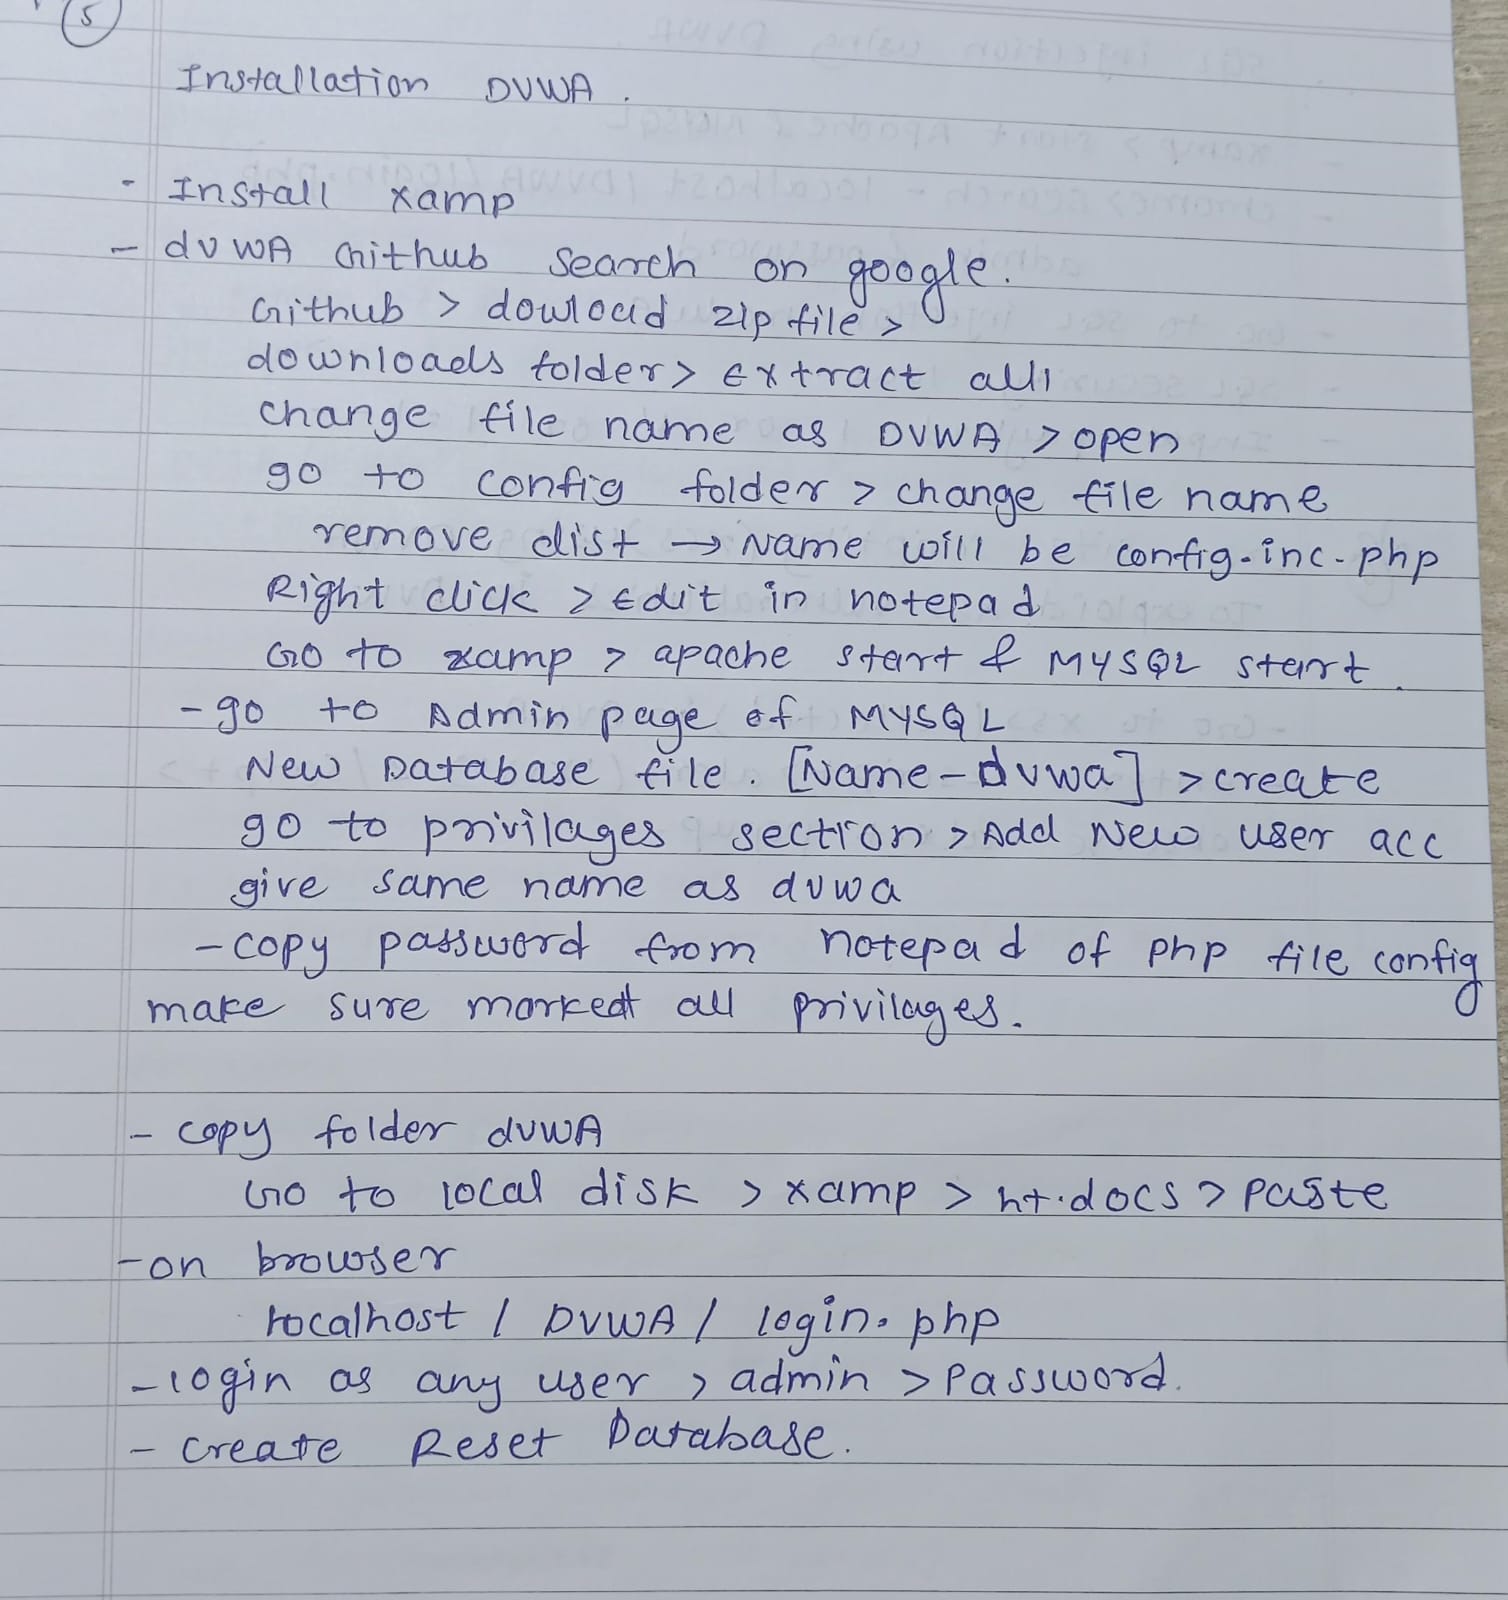 5
Installation DVWA.
- Install xamp
- dvwA Github search on google.
Github > dowload zip file >
downloads folder > Extract all
change file name as DVWA > open
go to config folder > change file name
remove dist → Name will be config.inc.php
Right click > Edit in notepad
Go to xamp > apache start & MYSQL start.
- go to Admin page of MYSQL
New Database file. [Name - dvwa] > create
go to privilages section > Add New user acc
give same name as dvwa
- copy password from notepad of php file config
make sure marked all privilages.
- copy folder dvwA
Go to local disk > xamp > ht.docs > paste
- on browser
localhost / DVWA / login.php
- login as any user > admin > Password.
- create Reset Database.